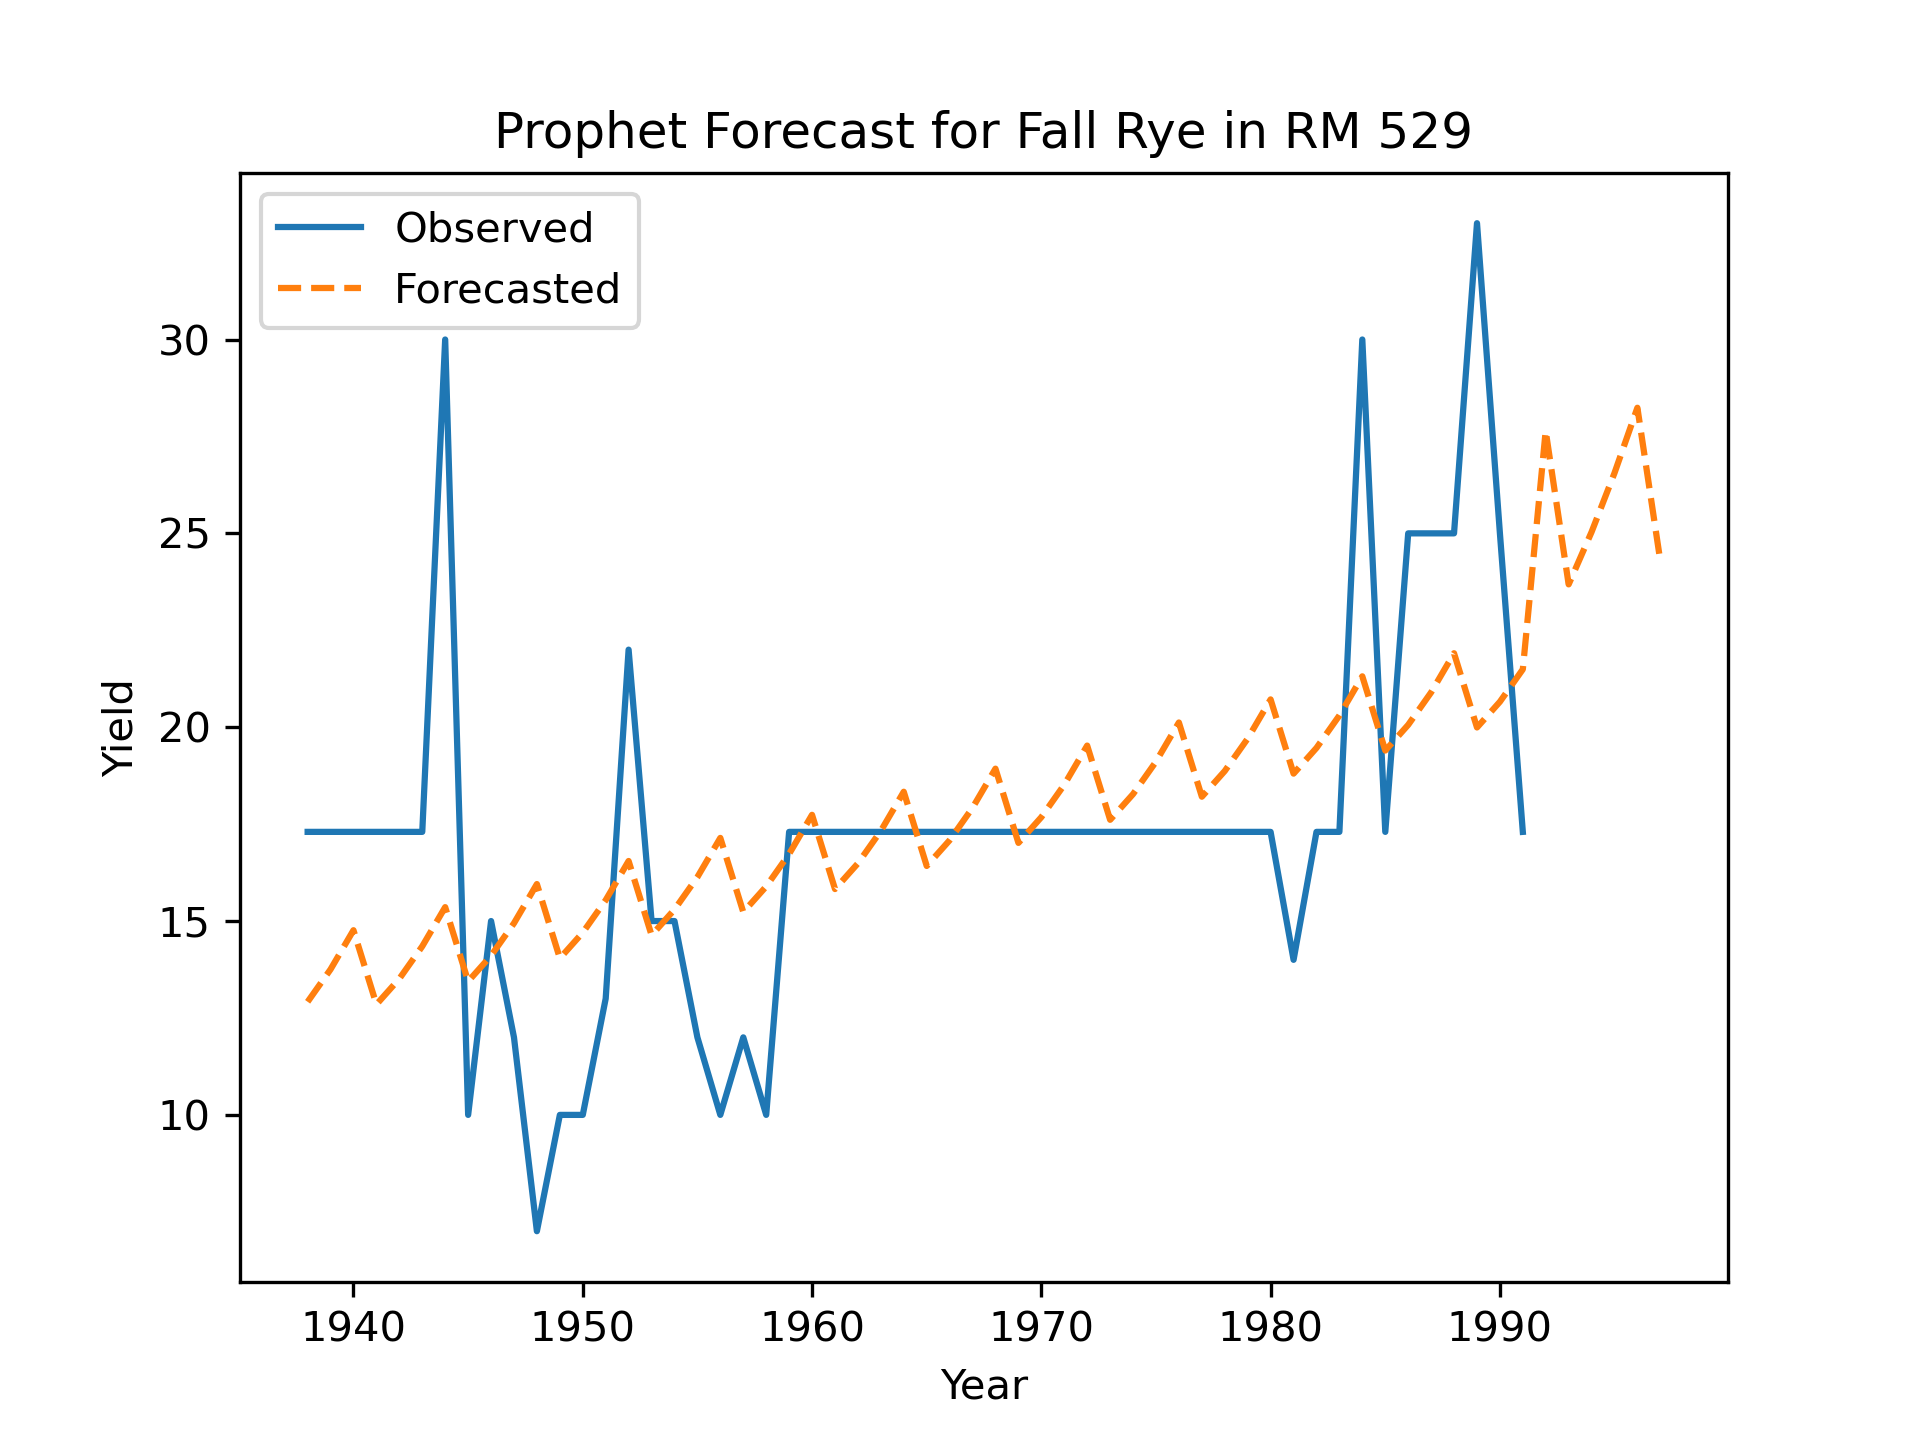 Prophet Forecast for Fall Rye in RM 529
Observed
Forecasted
30
25
20
15
10
Yield
1940 1950 1960 1970 1980 1990
Year